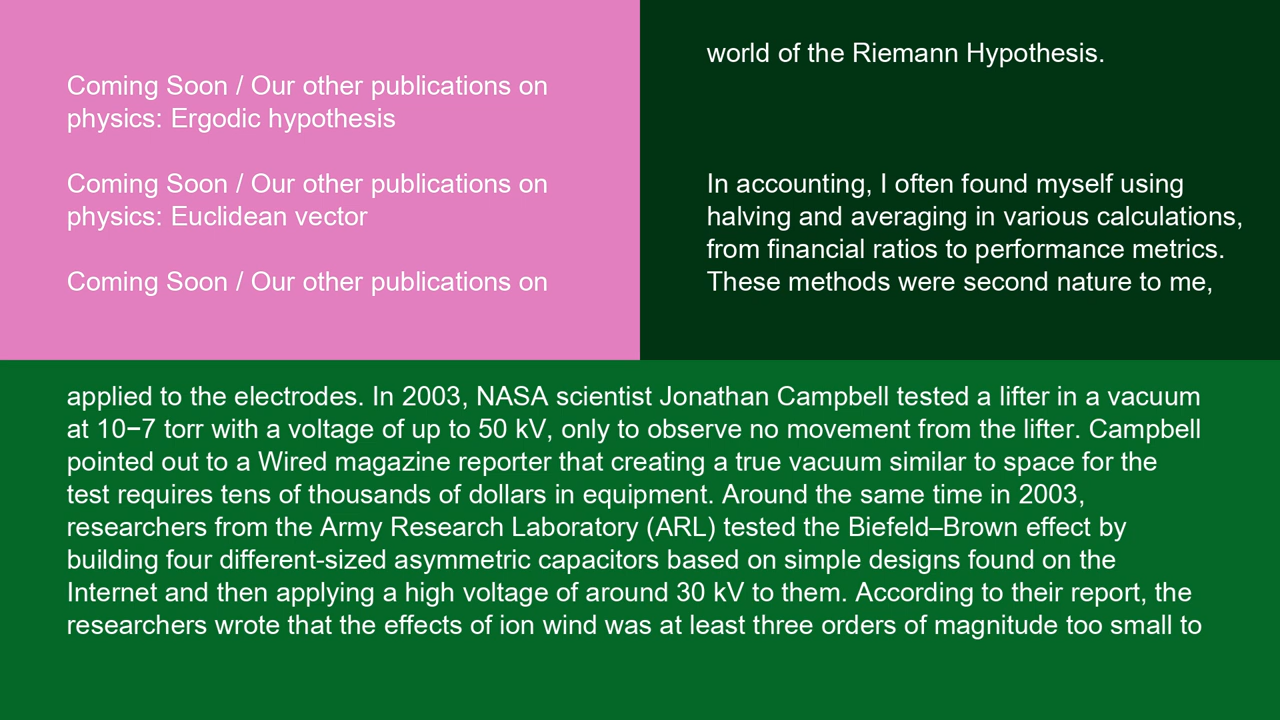 Coming Soon / Our other publications on
physics: Ergodic hypothesis
Coming Soon / Our other publications on
physics: Euclidean vector
Coming Soon / Our other publications on
world of the Riemann Hypothesis.
In accounting, I often found myself using
halving and averaging in various calculations,
from financial ratios to performance metrics.
These methods were second nature to me,
applied to the electrodes. In 2003, NASA scientist Jonathan Campbell tested a lifter in a vacuum
at 10−7 torr with a voltage of up to 50 kV, only to observe no movement from the lifter. Campbell
pointed out to a Wired magazine reporter that creating a true vacuum similar to space for the
test requires tens of thousands of dollars in equipment. Around the same time in 2003,
researchers from the Army Research Laboratory (ARL) tested the Biefeld–Brown effect by
building four different-sized asymmetric capacitors based on simple designs found on the
Internet and then applying a high voltage of around 30 kV to them. According to their report, the
researchers wrote that the effects of ion wind was at least three orders of magnitude too small to